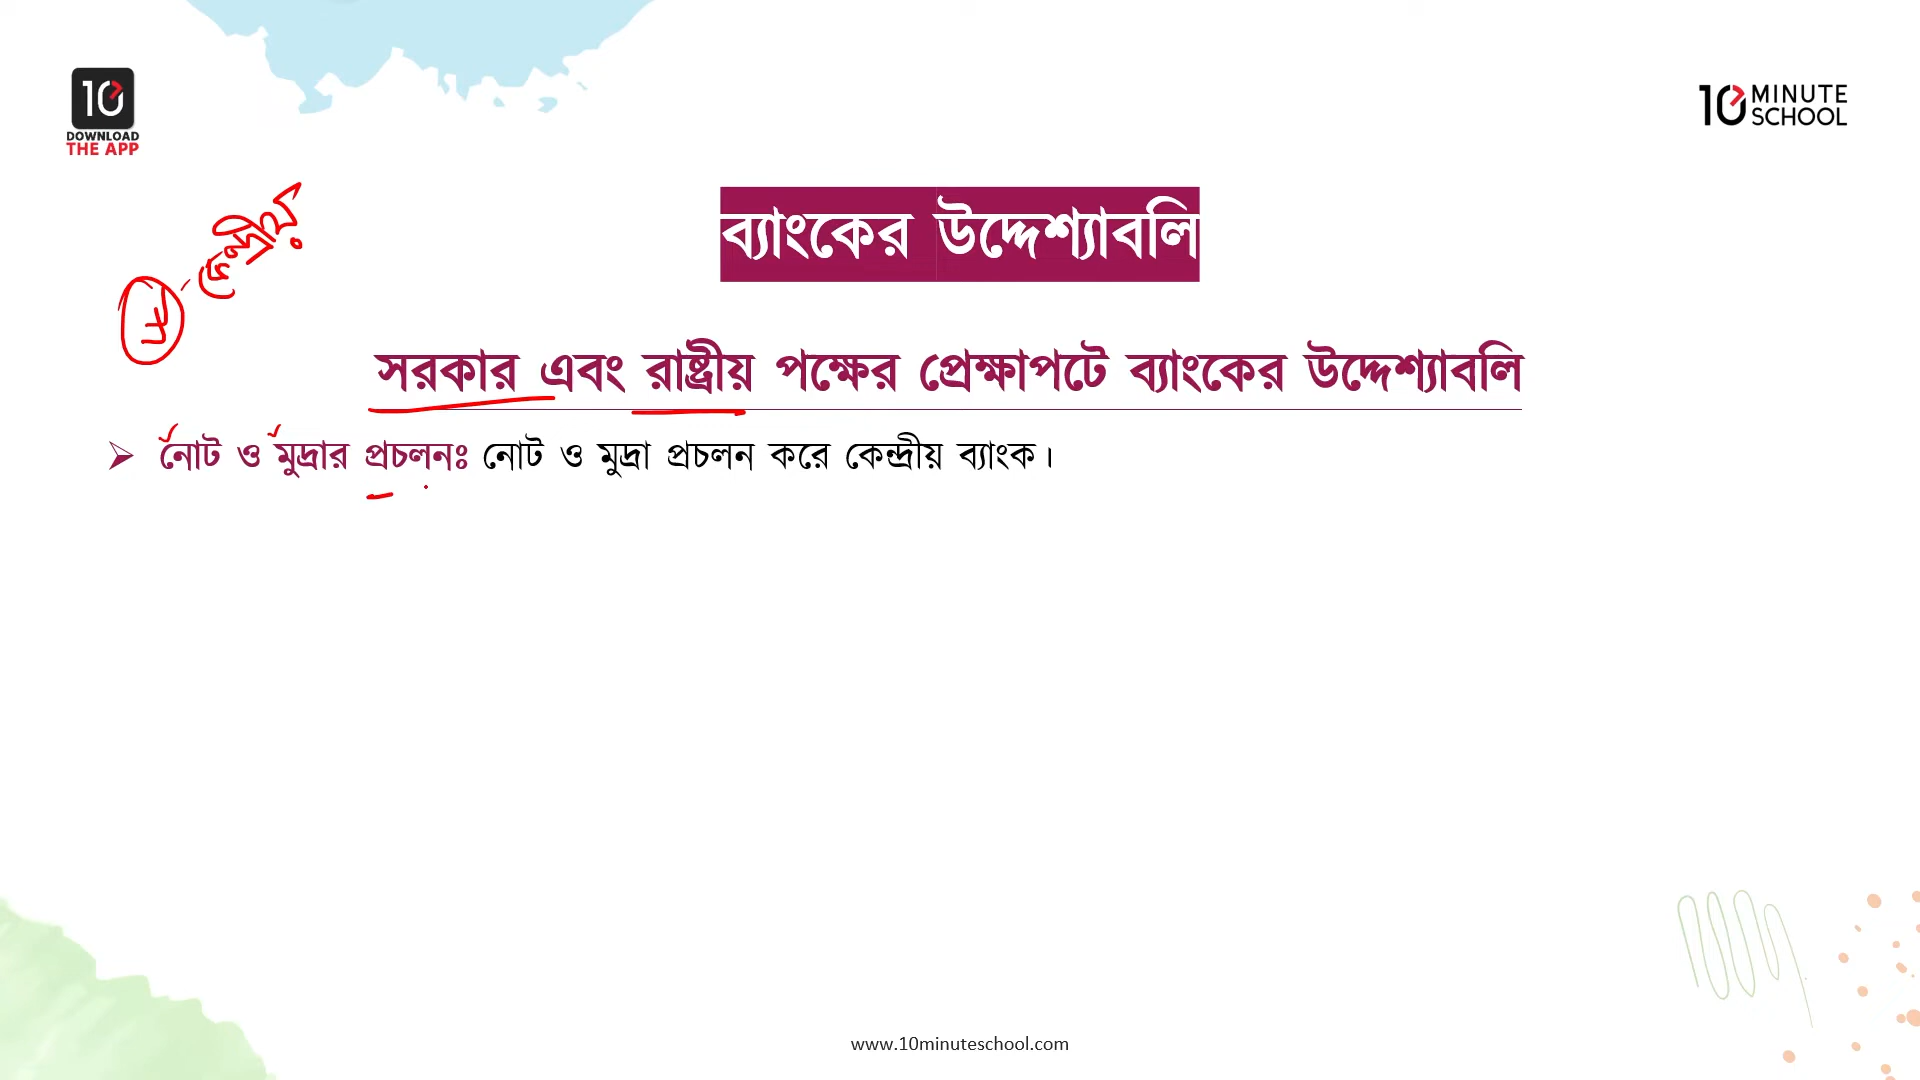 10
DOWNLOAD
THE APP
10 MINUTE
SCHOOL
কেন্দ্রীয়
ব্যাংকের উদ্দেশ্যাবলি
সরকার এবং রাষ্ট্রীয় পক্ষের প্রেক্ষাপটে ব্যাংকের উদ্দেশ্যাবলি
➢ নোট ও মুদ্রার প্রচলনঃ নোট ও মুদ্রা প্রচলন করে কেন্দ্রীয় ব্যাংক।
www.10minuteschool.com